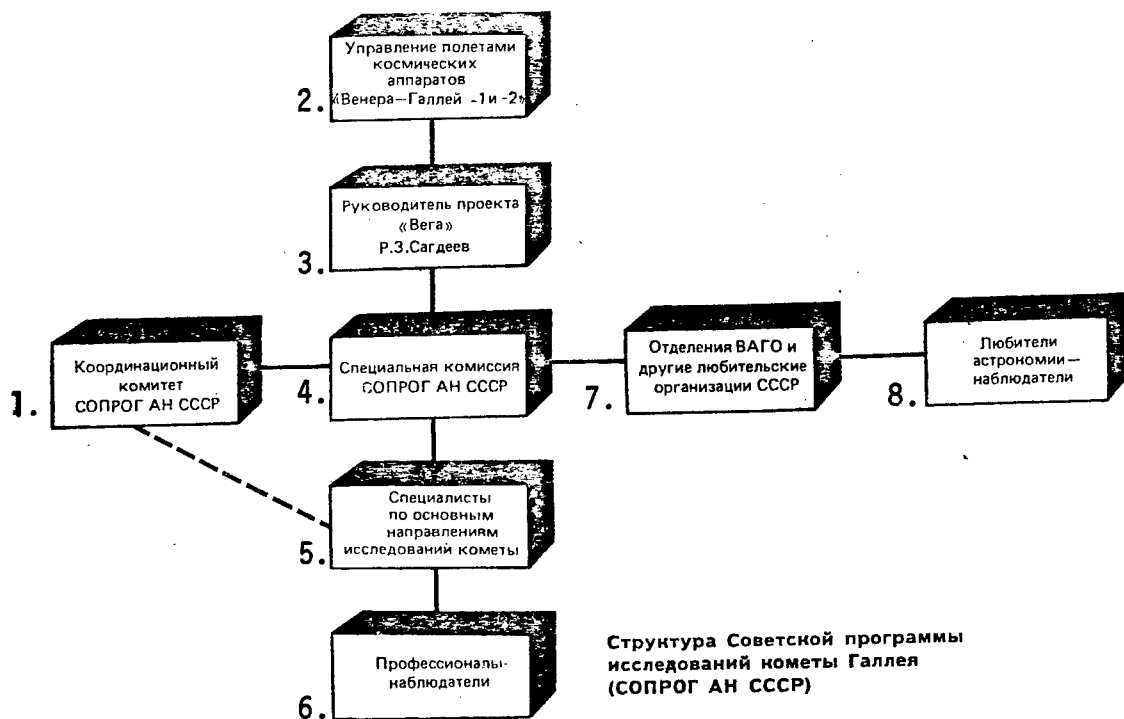 Управление полетами
космических
аппаратов
«Венера—Галлей -1и -2»
2.
Руководитель проекта
«Вега»
Р.З.Сагдеев
3.
Координационный
комитет
СОПРОГ АН СССР
1.
Специальная комиссия
СОПРОГ АН СССР
4.
Отделения ВАГО и
другие любительские
организации СССР
7.
Любители
астрономии—
наблюдатели
8.
Специалисты
по основным
направлениям
исследований кометы
5.
Профессионалы-
наблюдатели
6.
Структура Советской программы
исследований кометы Галлея
(СОПРОГ АН СССР)